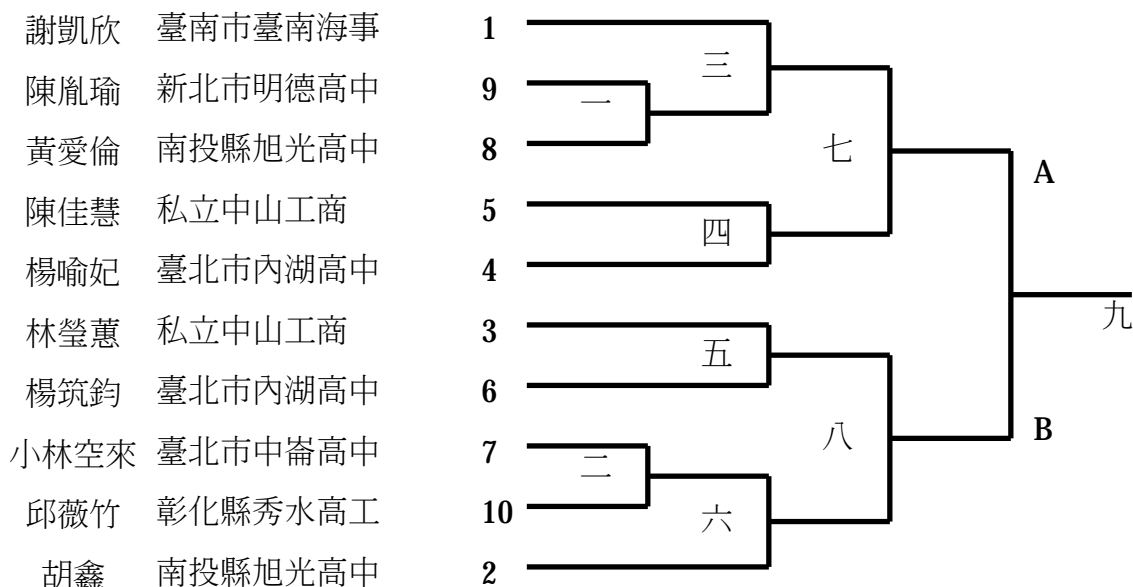 謝凱欣 臺南市臺南海事 1
三
陳胤瑜 新北市明德高中 9
一
黃愛倫 南投縣旭光高中 8
七
A
陳佳慧 私立中山工商 5
四
楊喻妃 臺北市內湖高中 4
九
林瑩蕙 私立中山工商 3
五
楊筑鈞 臺北市內湖高中 6
八
B
小林空來 臺北市中崙高中 7
二
邱薇竹 彰化縣秀水高工 10
六
胡鑫 南投縣旭光高中 2